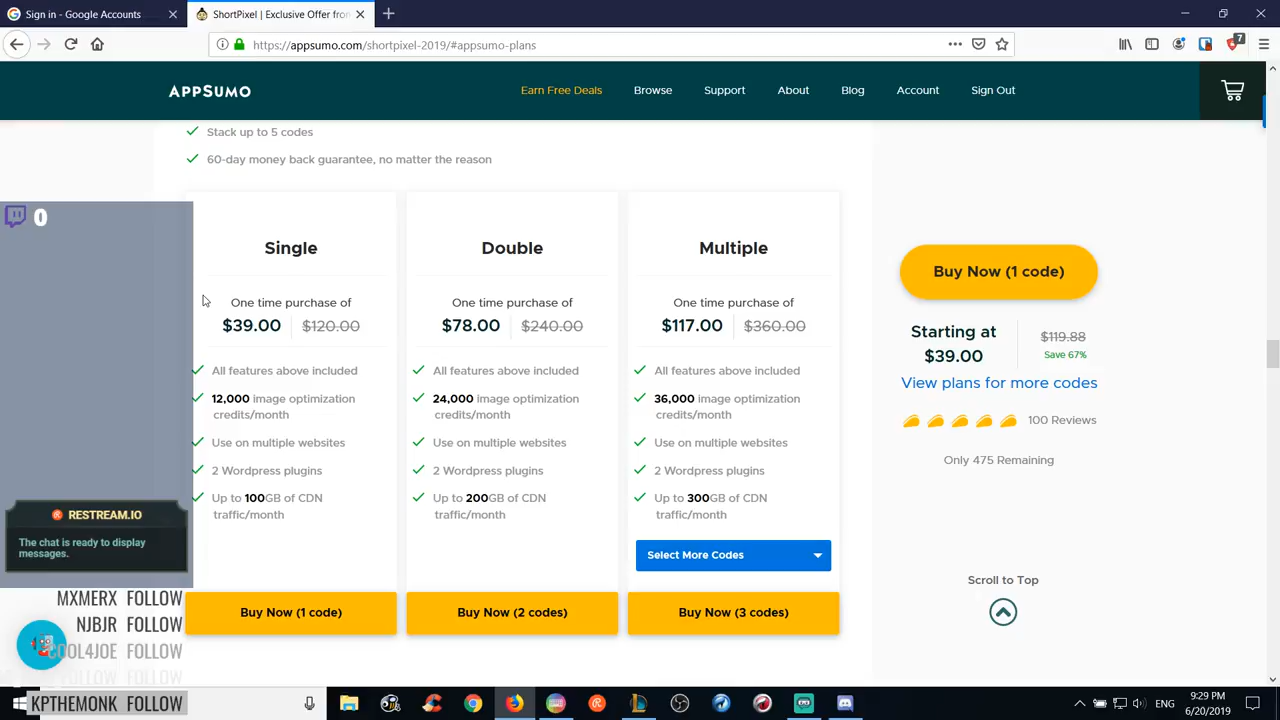 Sign in - Google Accounts
ShortPixel | Exclusive Offer from
https://appsumo.com/shortpixel-2019/#appsumo-plans
7
APPSUMO
Earn Free Deals
Browse
Support
About
Blog
Account
Sign Out
Stack up to 5 codes
60-day money back guarantee, no matter the reason
0
Single
One time purchase of
$39.00 $120.00
All features above included
12,000 image optimization
credits/month
Use on multiple websites
2 Wordpress plugins
Up to 100GB of CDN
traffic/month
Buy Now (1 code)
Double
One time purchase of
$78.00 $240.00
All features above included
24,000 image optimization
credits/month
Use on multiple websites
2 Wordpress plugins
Up to 200GB of CDN
traffic/month
Buy Now (2 codes)
Multiple
One time purchase of
$117.00 $360.00
All features above included
36,000 image optimization
credits/month
Use on multiple websites
2 Wordpress plugins
Up to 300GB of CDN
traffic/month
Select More Codes
Buy Now (3 codes)
Buy Now (1 code)
Starting at
$39.00
$119.88
Save 67%
View plans for more codes
100 Reviews
Only 475 Remaining
Scroll to Top
RESTREAM.IO
The chat is ready to display
messages.
MXMERX FOLLOW
NJBJR FOLLOW
COOL4JOE FOLLOW
FOLLOW
KPTHEMONK FOLLOW
ENG
9:29 PM
6/20/2019